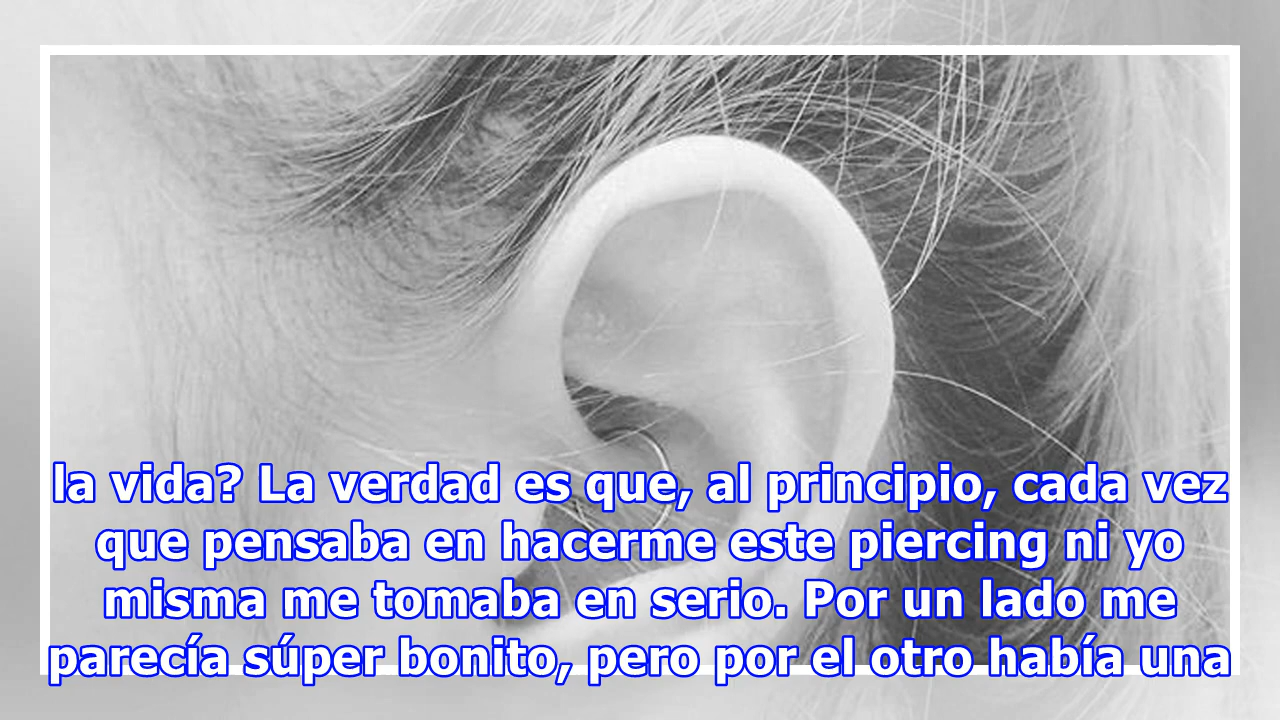 la vida? La verdad es que, al principio, cada vez
que pensaba en hacerme este piercing ni yo
misma me tomaba en serio. Por un lado me
parecía súper bonito, pero por el otro había una